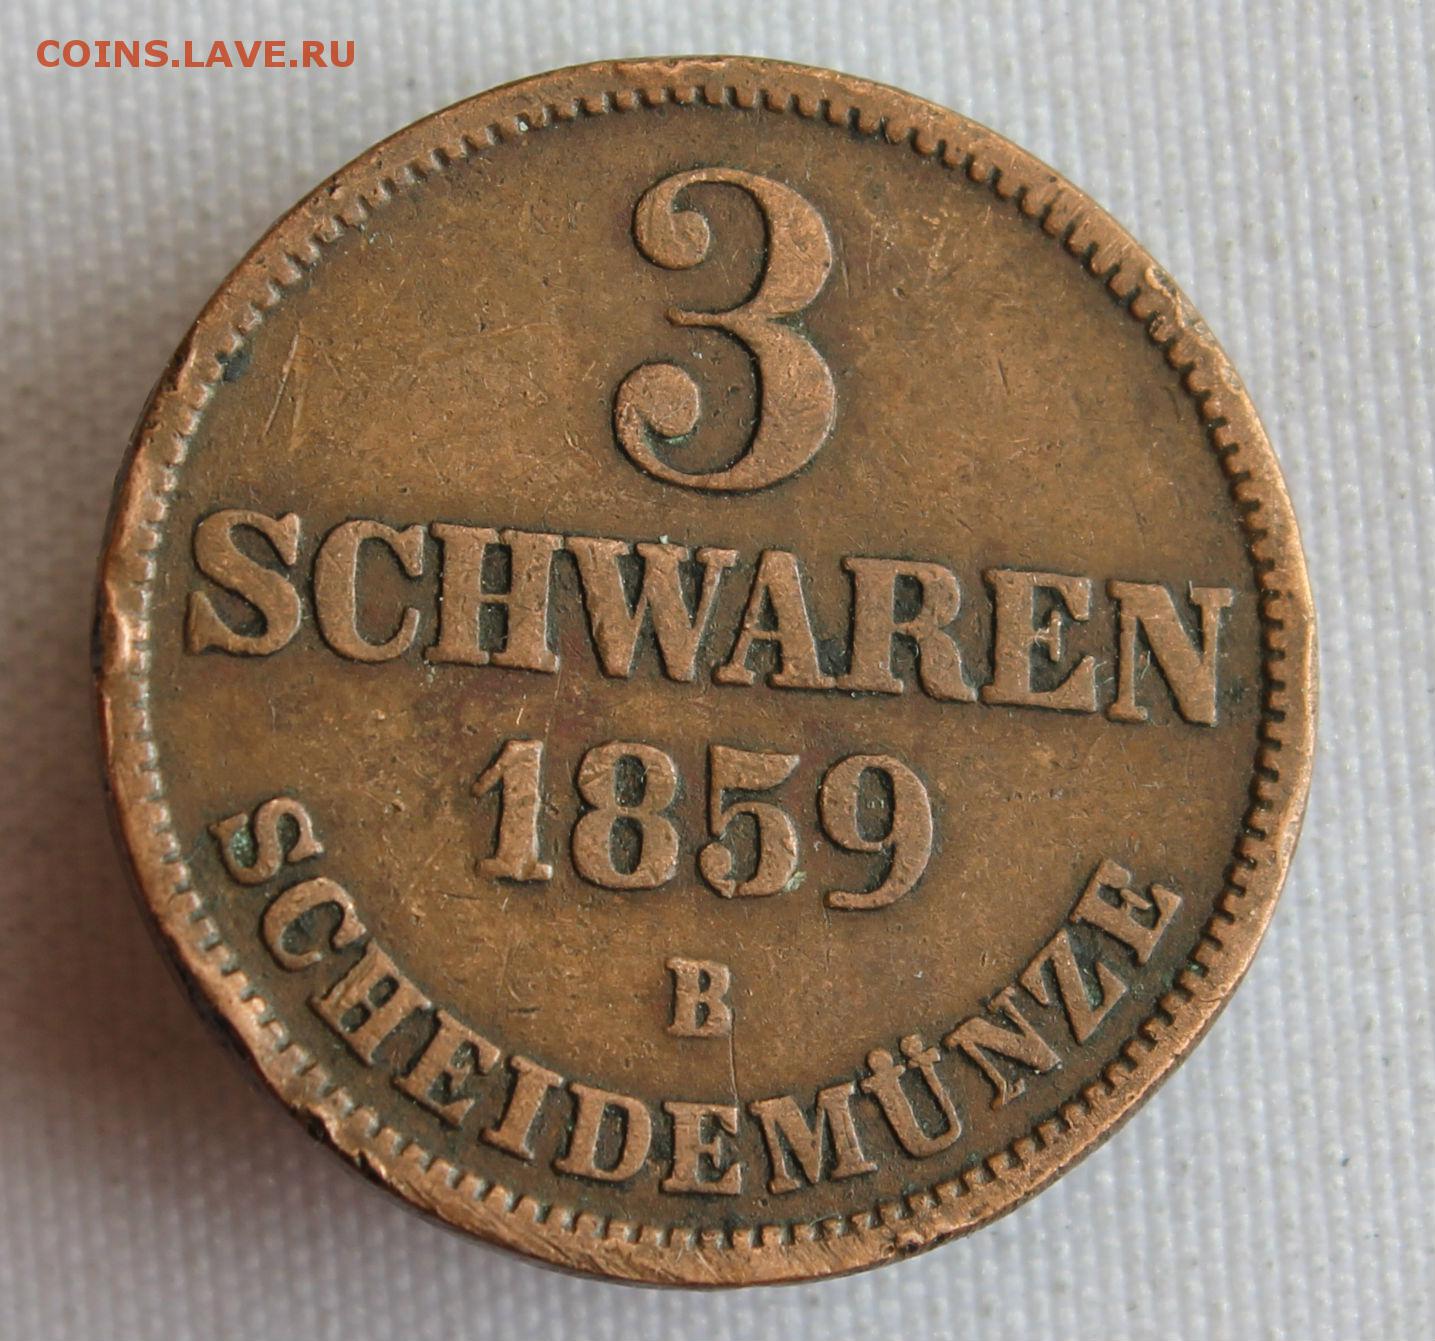 COINS.LAVE.RU
3
SCHWAREN
1859
B
SCHEIDEMÜNZE